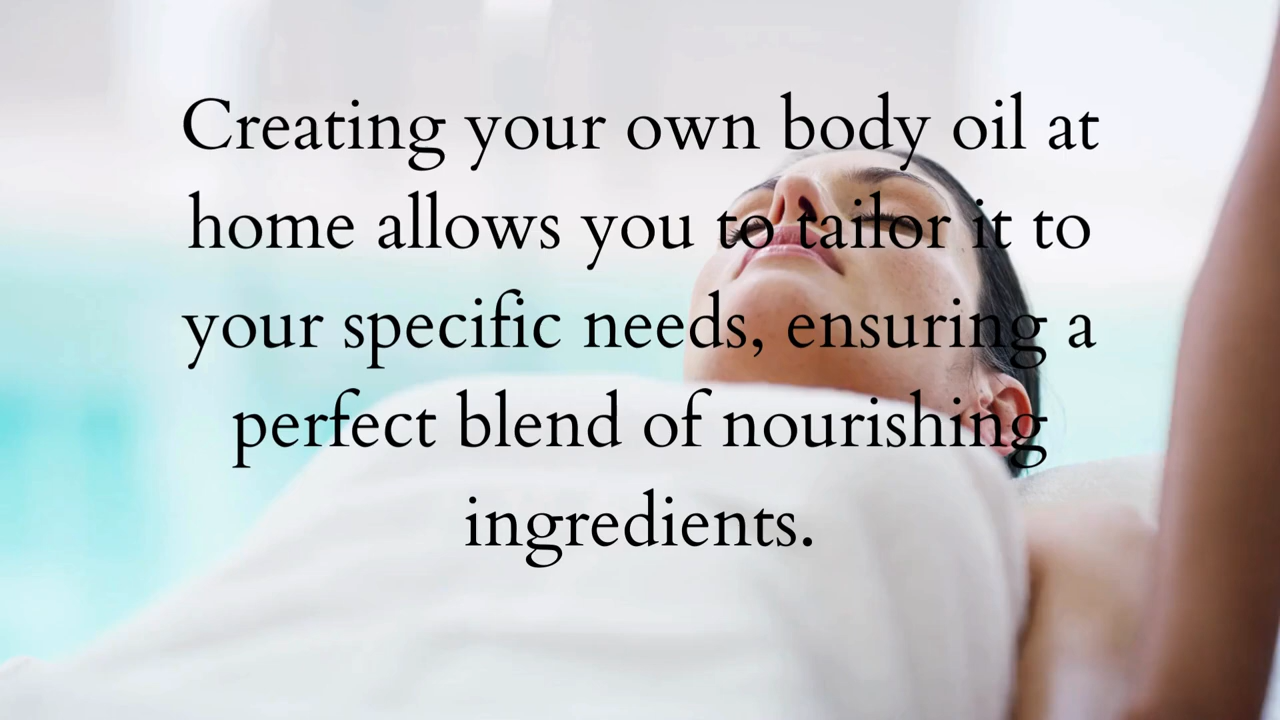 Creating your own body oil at
home allows you to tailor it to
your specific needs, ensuring a
perfect blend of nourishing
ingredients.